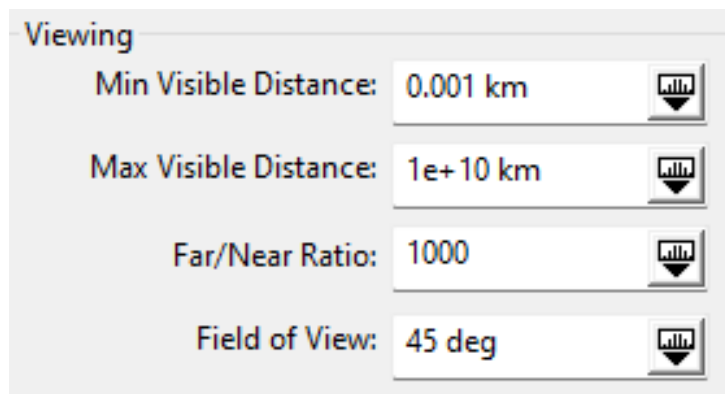 Viewing
Min Visible Distance: 0.001 km
Max Visible Distance: 1e+10 km
Far/Near Ratio: 1000
Field of View: 45 deg